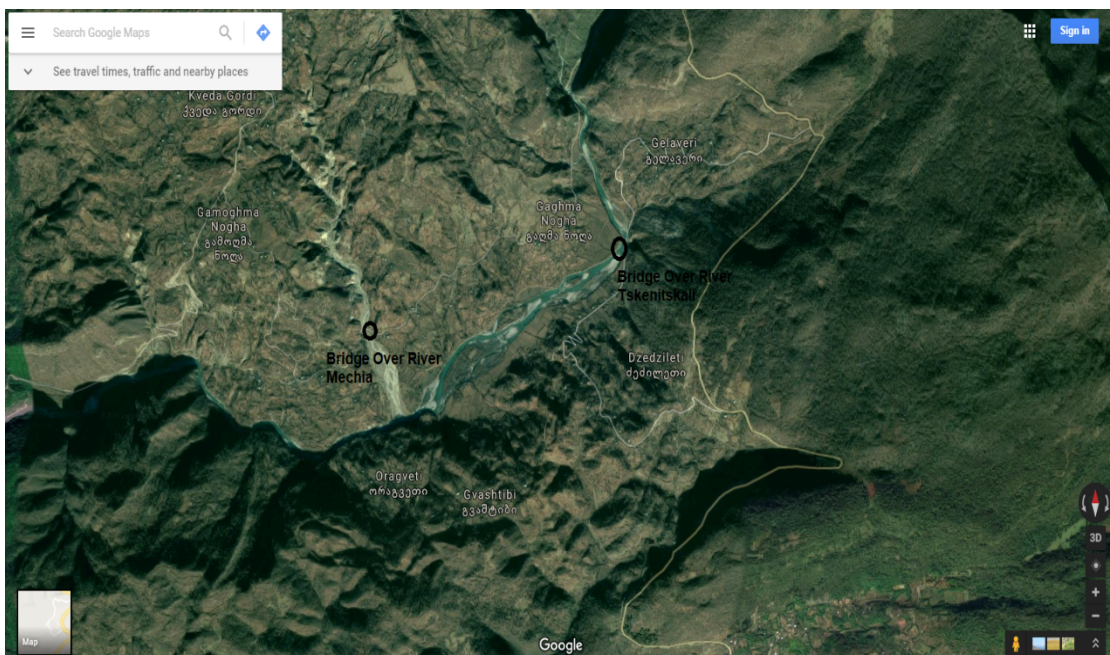 Search Google Maps
Sign in
See travel times, traffic and nearby places
Kveda Gordi
ქვედა გორდი
Gelaveri
გელავერი
Gamoghma
Nogha
გამოღმა
ნოღა
Gaghma
Nogha
გაღმა ნოღა
Bridge Over River
Tskenitskali
Bridge Over River
Mechia
Dzedzileti
ძეძილეთი
Oragveti
ორაგვეთი
Gvashtibi
გვაშტიბი
3D
Map
Google